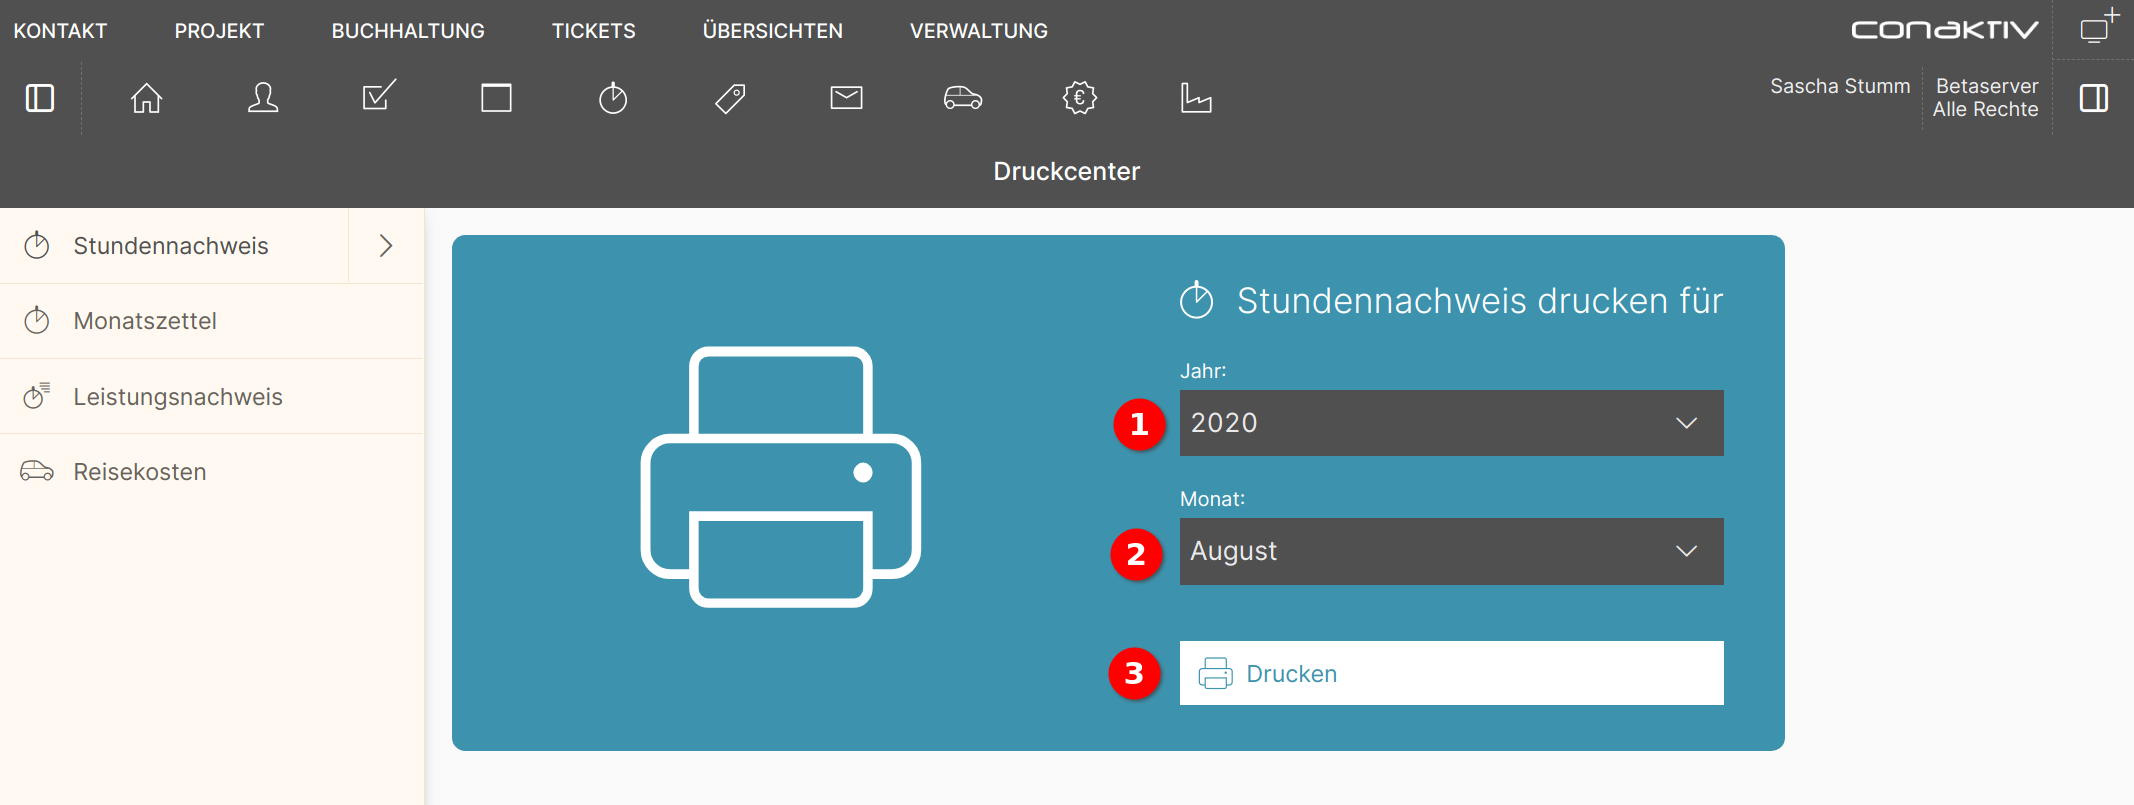 KONTAKT PROJEKT BUCHHALTUNG TICKETS ÜBERSICHTEN VERWALTUNG conaktiv
Sascha Stumm Betaserver
Alle Rechte
€
Druckcenter
Stundennachweis
Monatszettel
Leistungsnachweis
Reisekosten
Stundennachweis drucken für
Jahr:
1 2020
Monat:
2 August
3 Drucken